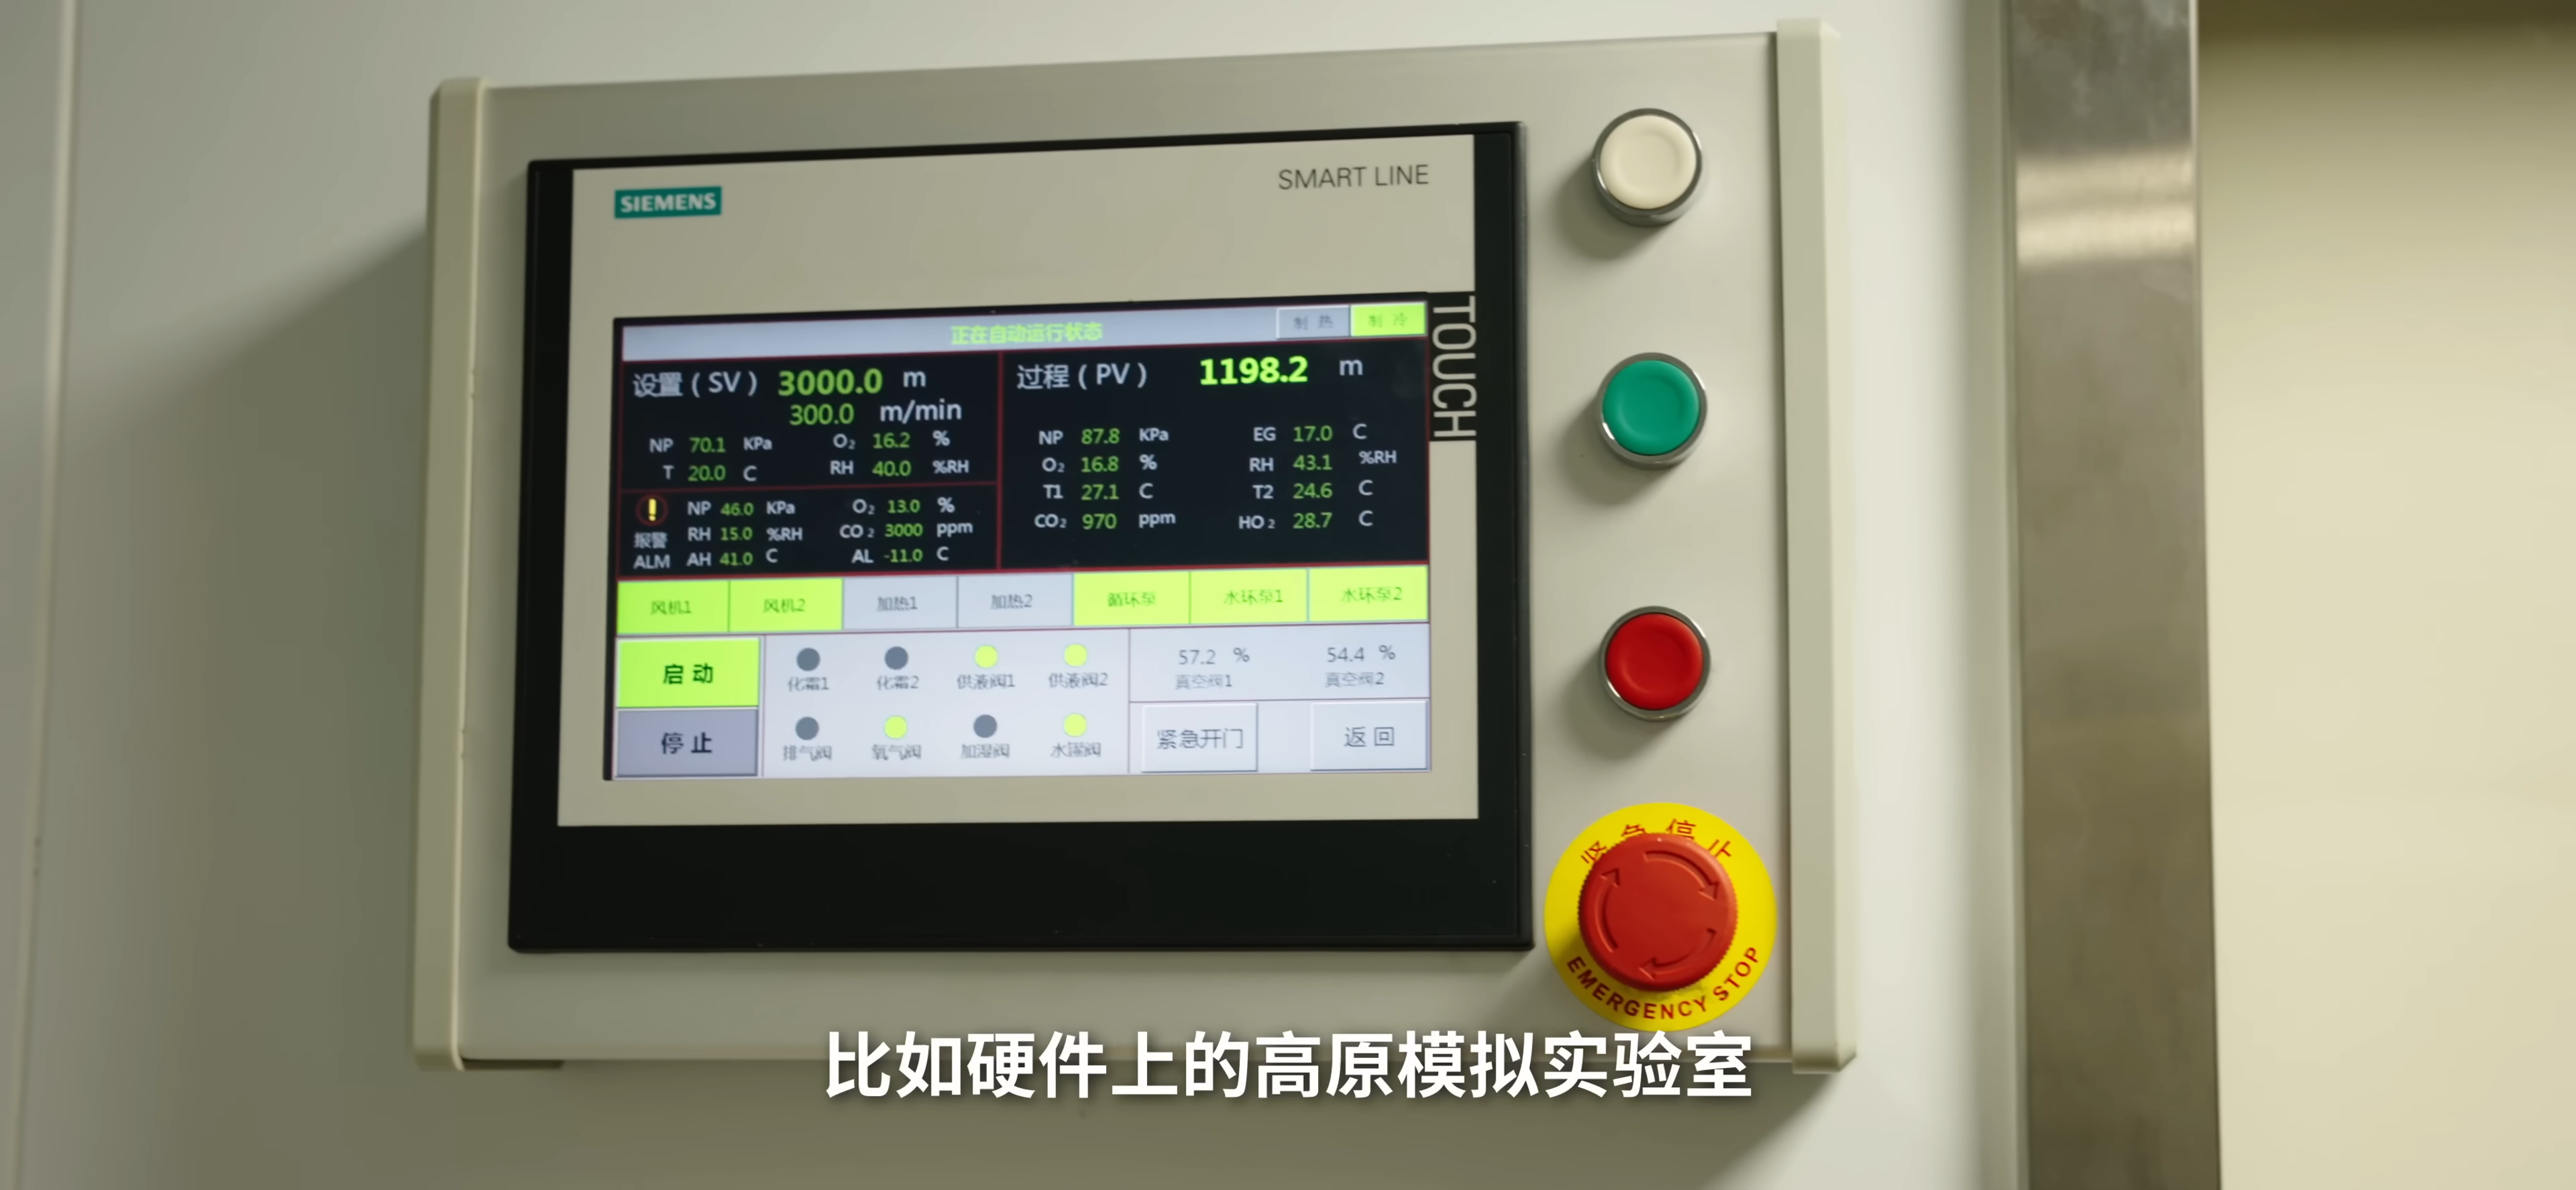 SIEMENS
SMART LINE
TOUCH
正在自动运行状态
制 热
制 冷
设置 ( SV ) 3000.0 m
300.0 m/min
NP 70.1 KPa O₂ 16.2 %
T 20.0 C RH 40.0 %RH
NP 46.0 KPa O₂ 13.0 %
报警 RH 15.0 %RH CO₂ 3000 ppm
ALM AH 41.0 C AL -11.0 C
过程 ( PV ) 1198.2 m
NP 87.8 KPa EG 17.0 C
O₂ 16.8 % RH 43.1 %RH
T1 27.1 C T2 24.6 C
CO₂ 970 ppm HO₂ 28.7 C
风机1 风机2 加热1 加热2 循环泵 水环泵1 水环泵2
启 动
停 止
化霜1 化霜2 供液阀1 供液阀2
排气阀 氧气阀 加湿阀
57.2 % 54.4 %
真空阀1 真空阀2
紧急开门 返 回
紧急停止
EMERGENCY STOP
比如硬件上的高原模拟实验室